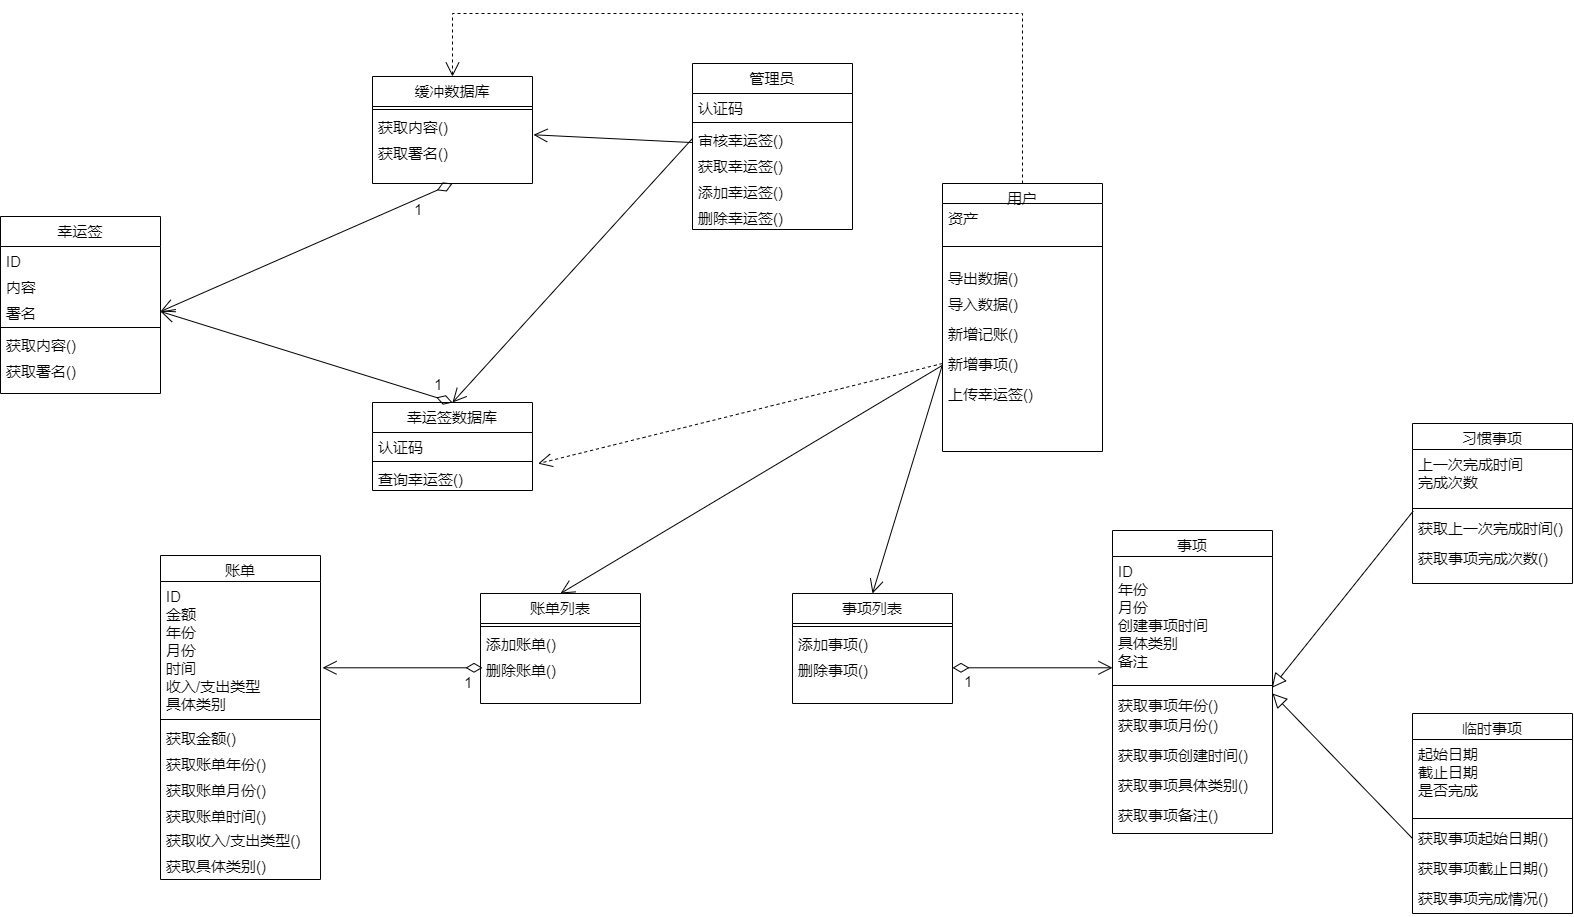 缓冲数据库
获取内容()
获取署名()
1
管理员
认证码
审核幸运签()
获取幸运签()
添加幸运签()
删除幸运签()
用户
资产
导出数据()
导入数据()
新增记账()
新增事项()
上传幸运签()
幸运签
ID
内容
署名
获取内容()
获取署名()
1
幸运签数据库
认证码
查询幸运签()
习惯事项
上一次完成时间
完成次数
获取上一次完成时间()
获取事项完成次数()
账单
ID
金额
年份
月份
时间
收入/支出类型
具体类别
获取金额()
获取账单年份()
获取账单月份()
获取账单时间()
获取收入/支出类型()
获取具体类别()
账单列表
添加账单()
删除账单()
1
事项列表
添加事项()
删除事项()
1
事项
ID
年份
月份
创建事项时间
具体类别
备注
获取事项年份()
获取事项月份()
获取事项创建时间()
获取事项具体类别()
获取事项备注()
临时事项
起始日期
截止日期
是否完成
获取事项起始日期()
获取事项截止日期()
获取事项完成情况()